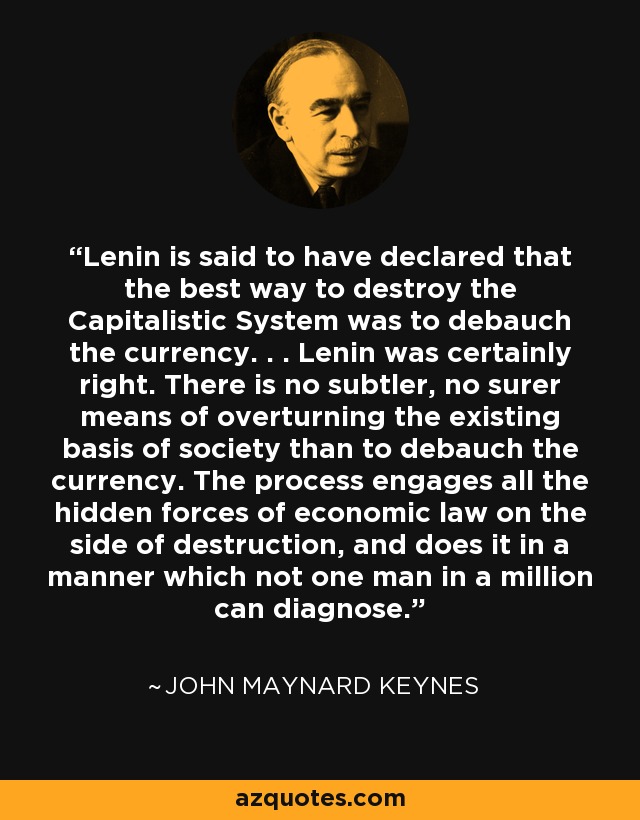 “Lenin is said to have declared that
the best way to destroy the
Capitalistic System was to debauch
the currency. . . Lenin was certainly
right. There is no subtler, no surer
means of overturning the existing
basis of society than to debauch the
currency. The process engages all the
hidden forces of economic law on the
side of destruction, and does it in a
manner which not one man in a million
can diagnose.”
~JOHN MAYNARD KEYNES
azquotes.com